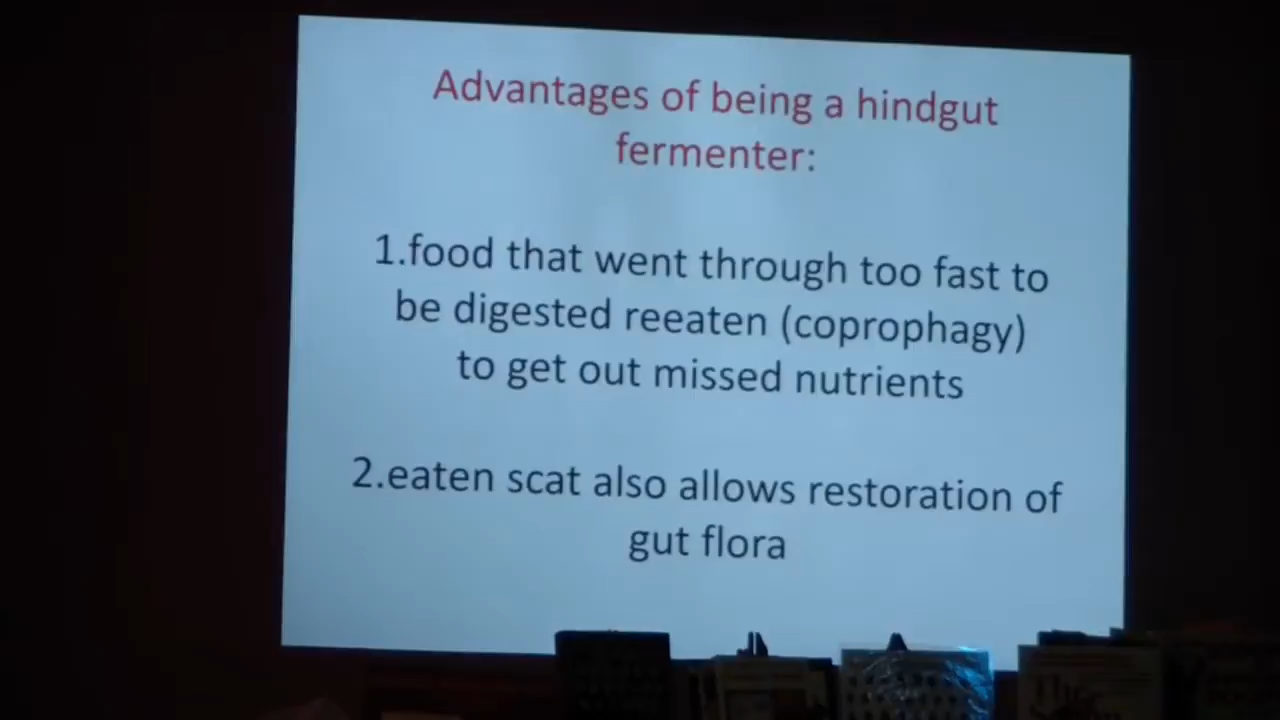 Advantages of being a hindgut
fermenter:
1.food that went through too fast to
be digested reeaten (coprophagy)
to get out missed nutrients
2.eaten scat also allows restoration of
gut flora